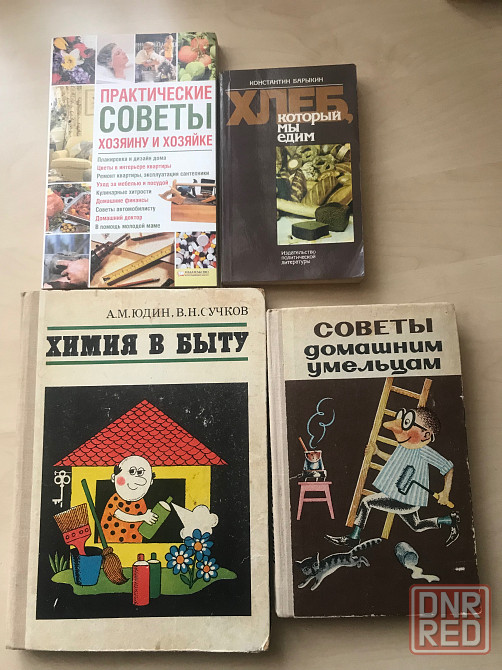 ПРАКТИЧЕСКИЕ
СОВЕТЫ
ХОЗЯИНУ И ХОЗЯЙКЕ
Планировка и дизайн дома
Цветы в интерьере квартиры
Ремонт квартиры, эксплуатация сантехники
Уход за мебелью и посудой
Кулинарные хитрости
Домашние финансы
Советы автомобилисту
Домашний доктор
В помощь молодой маме
КОНСТАНТИН БАРЫКИН
ХЛЕБ,
который
мы
едим
Издательство
политической
литературы
А.М.ЮДИН, В.Н.СУЧКОВ
ХИМИЯ В БЫТУ
СОВЕТЫ
домашним
умельцам
DNR
RED